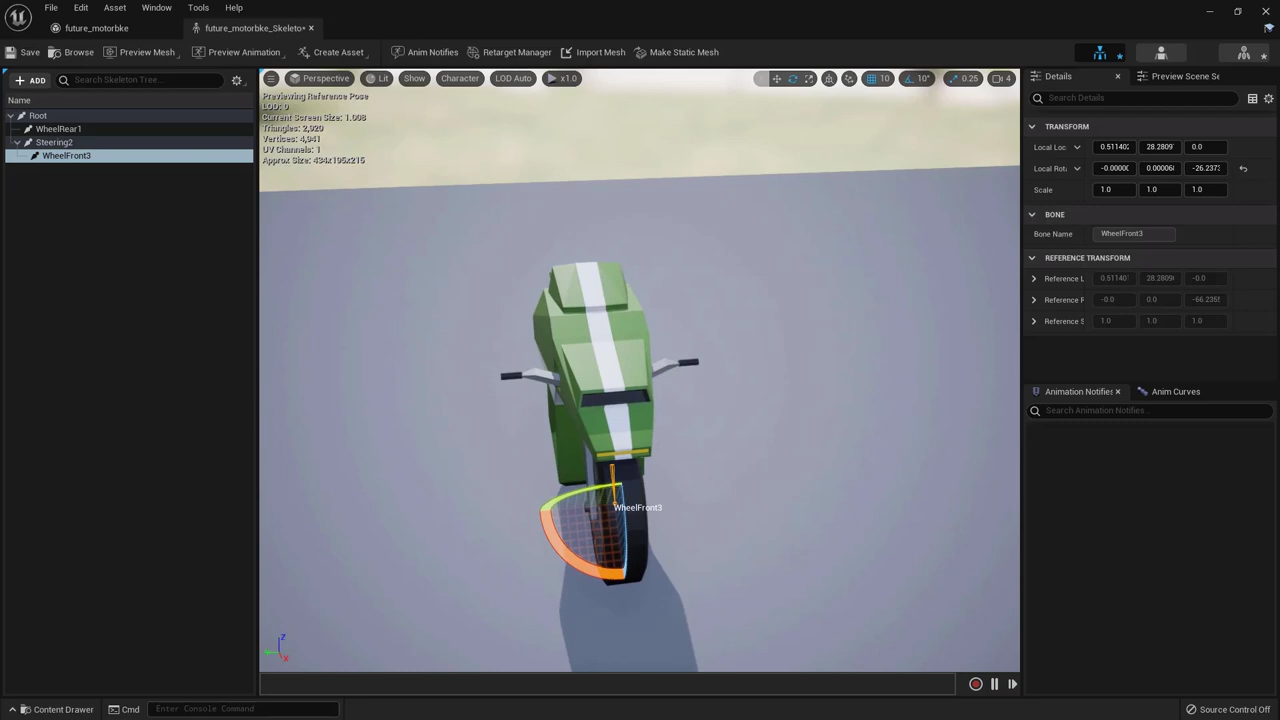 File Edit Asset Window Tools Help
future_motorbke future_motorbke_Skeleto•
Save Browse Preview Mesh Preview Animation Create Asset Anim Notifies Retarget Manager Import Mesh Make Static Mesh
ADD Search Skeleton Tree...
Name
Root
WheelRear1
Steering2
WheelFront3
Perspective Lit Show Character LOD Auto x1.0 10 10° 0.25 4
Previewing Reference Pose
LOD: 0
Current Screen Size: 1.008
Triangles: 2,920
Vertices: 4,941
UV Channels: 1
Approx Size: 434x195x215
WheelFront3
Z
X
Details Preview Scene Se
Search Details
TRANSFORM
Local Loc 0.511402 28.2809 0.0
Local Rot -0.00000 0.000006 -26.2373
Scale 1.0 1.0 1.0
BONE
Bone Name WheelFront3
REFERENCE TRANSFORM
Reference L 0.51140 28.2809 -0.0
Reference F -0.0 0.0 -66.235
Reference S 1.0 1.0 1.0
Animation Notifies Anim Curves
Search Animation Notifies...
Content Drawer Cmd Enter Console Command Source Control Off